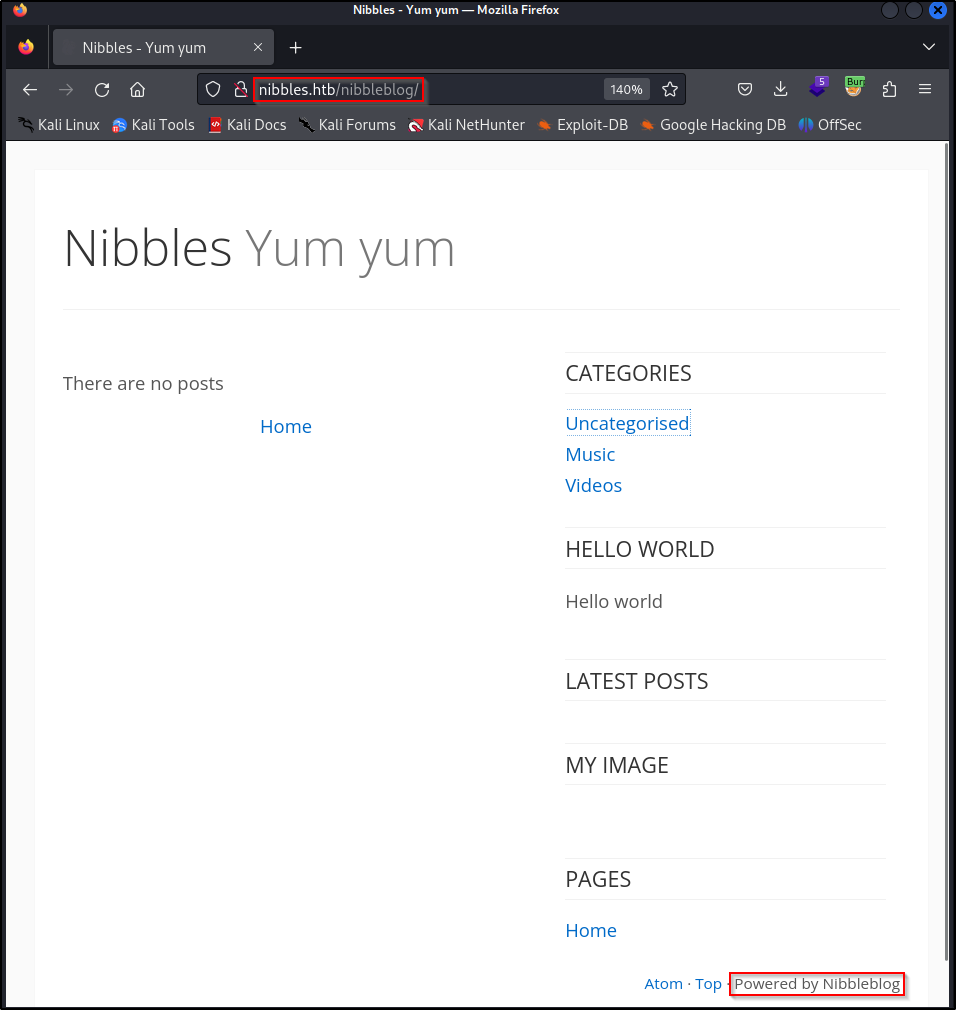 Nibbles - Yum yum — Mozilla Firefox
Nibbles - Yum yum
nibbles.htb/nibbleblog/
140%
5
Burp
Kali Linux Kali Tools Kali Docs Kali Forums Kali NetHunter Exploit-DB Google Hacking DB OffSec
Nibbles Yum yum
There are no posts
Home
CATEGORIES
Uncategorised
Music
Videos
HELLO WORLD
Hello world
LATEST POSTS
MY IMAGE
PAGES
Home
Atom · Top · Powered by Nibbleblog